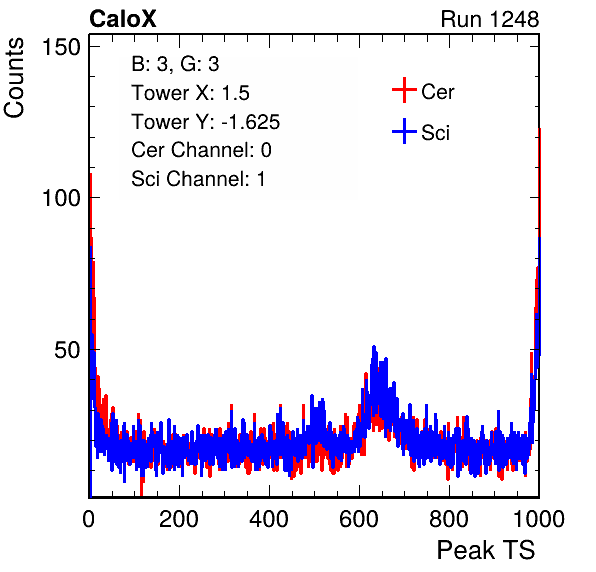 CaloX Run 1248
Counts
150
100
50
B: 3, G: 3
Tower X: 1.5
Tower Y: -1.625
Cer Channel: 0
Sci Channel: 1
Cer
Sci
0 200 400 600 800 1000
Peak TS